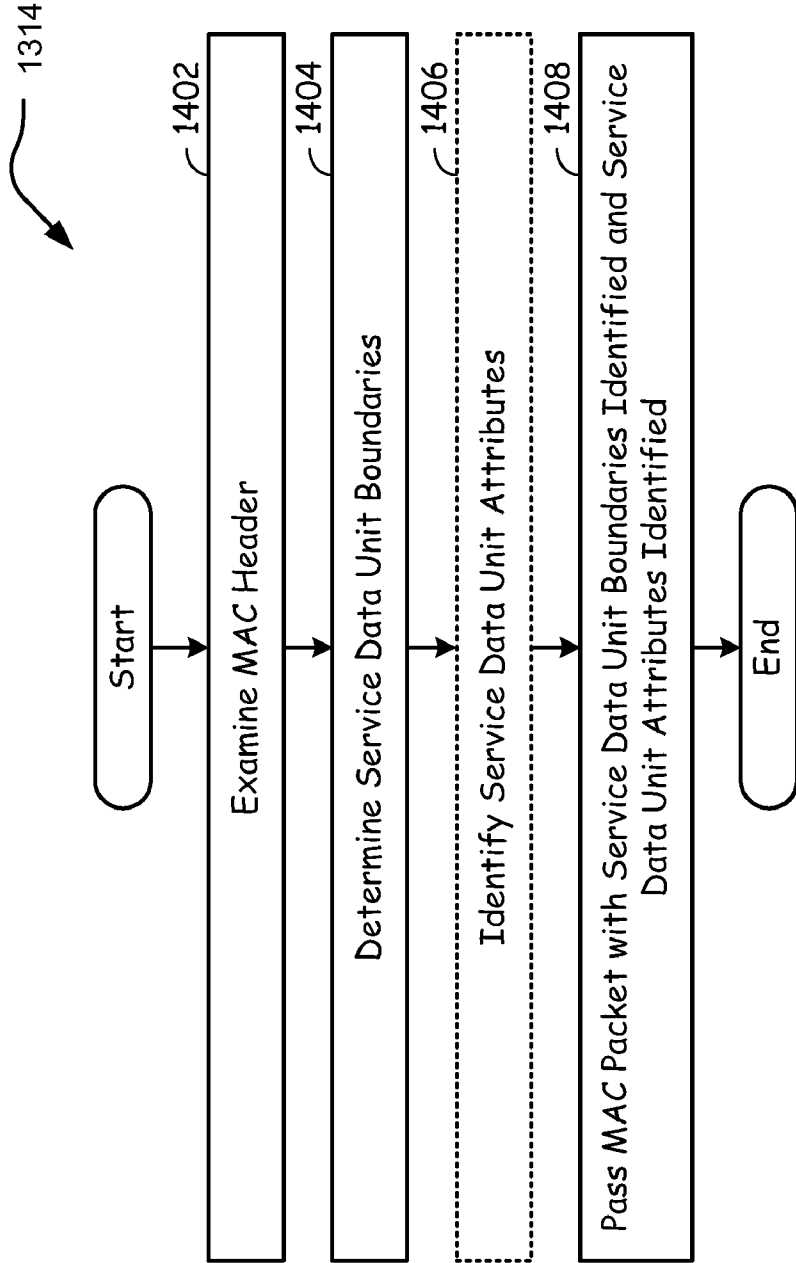 1314
Start
1402
Examine MAC Header
1404
Determine Service Data Unit Boundaries
1406
Identify Service Data Unit Attributes
1408
Pass MAC Packet with Service Data Unit Boundaries Identified and Service
Data Unit Attributes Identified
End